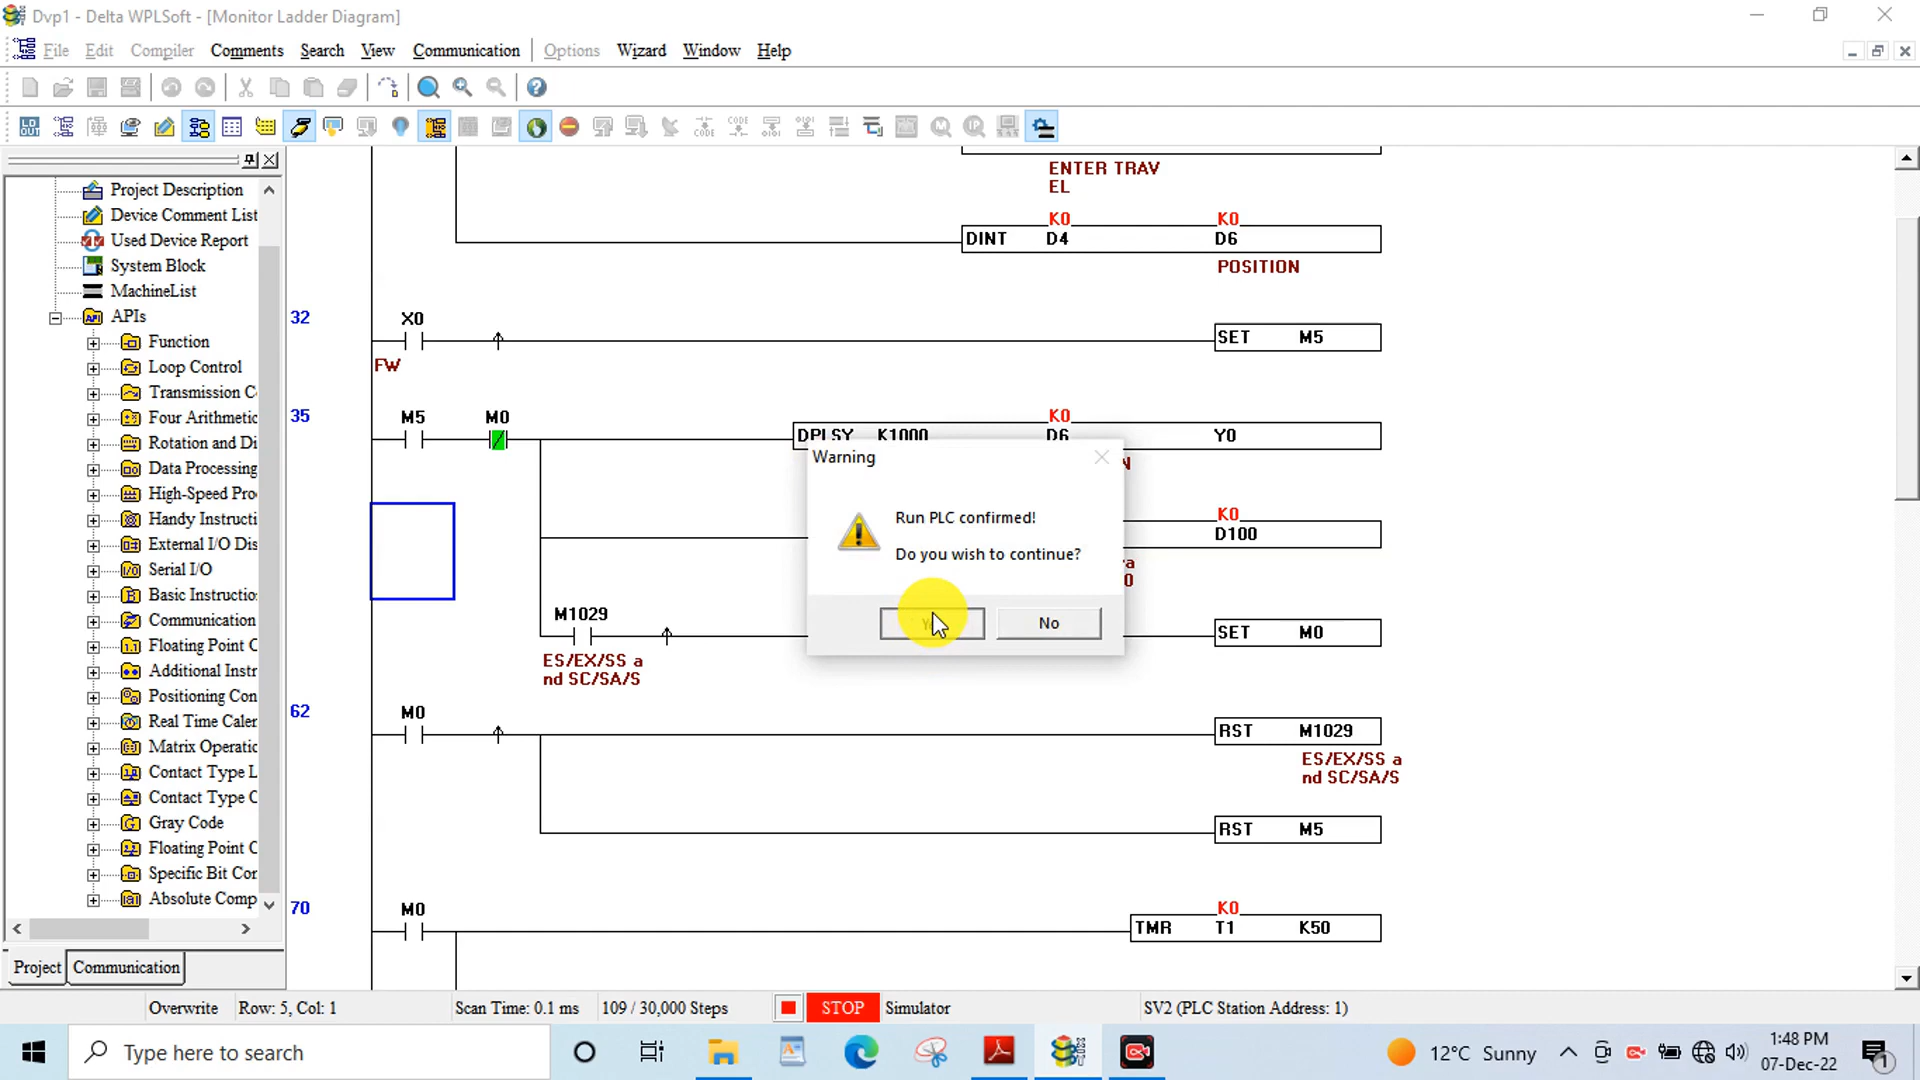 Dvp1 - Delta WPLSoft - [Monitor Ladder Diagram]
File Edit Compiler Comments Search View Communication Options Wizard Window Help
Project Description
Device Comment List
Used Device Report
System Block
MachineList
APIs
Function
Loop Control
Transmission C
Four Arithmetic
Rotation and Di
Data Processing
High-Speed Pro
Handy Instructi
External I/O Dis
Serial I/O
Basic Instructio
Communication
Floating Point C
Additional Instr
Positioning Con
Real Time Caler
Matrix Operatic
Contact Type L
Contact Type C
Gray Code
Floating Point C
Specific Bit Cor
Absolute Comp
Project Communication
ENTER TRAV
EL
K0 K0
DINT D4 D6
POSITION
32 X0
SET M5
FW
35 M5 M0 K0
DPLSY K1000 D6 Y0
N
K0
D100
a
0
M1029
SET M0
ES/EX/SS a
nd SC/SA/S
62 M0
RST M1029
ES/EX/SS a
nd SC/SA/S
RST M5
70 M0 K0
TMR T1 K50
Warning
Run PLC confirmed!
Do you wish to continue?
No
Overwrite Row: 5, Col: 1 Scan Time: 0.1 ms 109 / 30,000 Steps STOP Simulator SV2 (PLC Station Address: 1)
Type here to search
12°C Sunny
1:48 PM
07-Dec-22
1